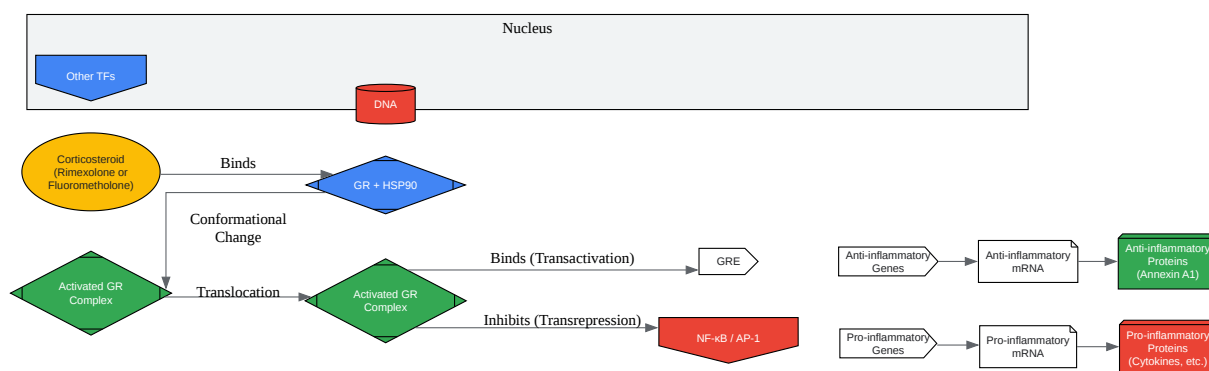 Nucleus
Other TFs
DNA
Corticosteroid
(Rimexolone or
Fluorometholone)
Binds
GR + HSP90
Conformational
Change
Activated GR
Complex
Translocation
Activated GR
Complex
Binds (Transactivation)
GRE
Inhibits (Transrepression)
NF-κB / AP-1
Anti-inflammatory
Genes
Anti-inflammatory
mRNA
Anti-inflammatory
Proteins
(Annexin A1)
Pro-inflammatory
Genes
Pro-inflammatory
mRNA
Pro-inflammatory
Proteins
(Cytokines, etc.)